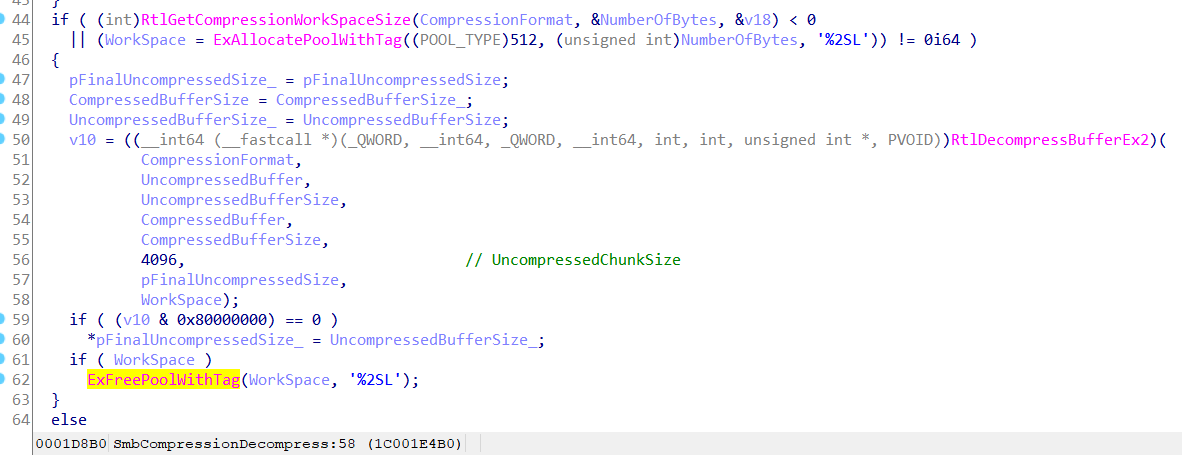 44 if ( (int)RtlGetCompressionWorkSpaceSize(CompressionFormat, &NumberOfBytes, &v18) < 0
45 || (WorkSpace = ExAllocatePoolWithTag((POOL_TYPE)512, (unsigned int)NumberOfBytes, '%2SL')) != 0i64 )
46 {
47 pFinalUncompressedSize_ = pFinalUncompressedSize;
48 CompressedBufferSize = CompressedBufferSize_;
49 UncompressedBufferSize_ = UncompressedBufferSize;
50 v10 = ((__int64 (__fastcall *)(_QWORD, __int64, _QWORD, __int64, int, int, unsigned int *, PVOID))RtlDecompressBufferEx2)(
51 CompressionFormat,
52 UncompressedBuffer,
53 UncompressedBufferSize,
54 CompressedBuffer,
55 CompressedBufferSize,
56 4096, // UncompressedChunkSize
57 pFinalUncompressedSize,
58 WorkSpace);
59 if ( (v10 & 0x80000000) == 0 )
60 *pFinalUncompressedSize_ = UncompressedBufferSize_;
61 if ( WorkSpace )
62 ExFreePoolWithTag(WorkSpace, '%2SL');
63 }
64 else
0001D8B0 SmbCompressionDecompress:58 (1C001E4B0)